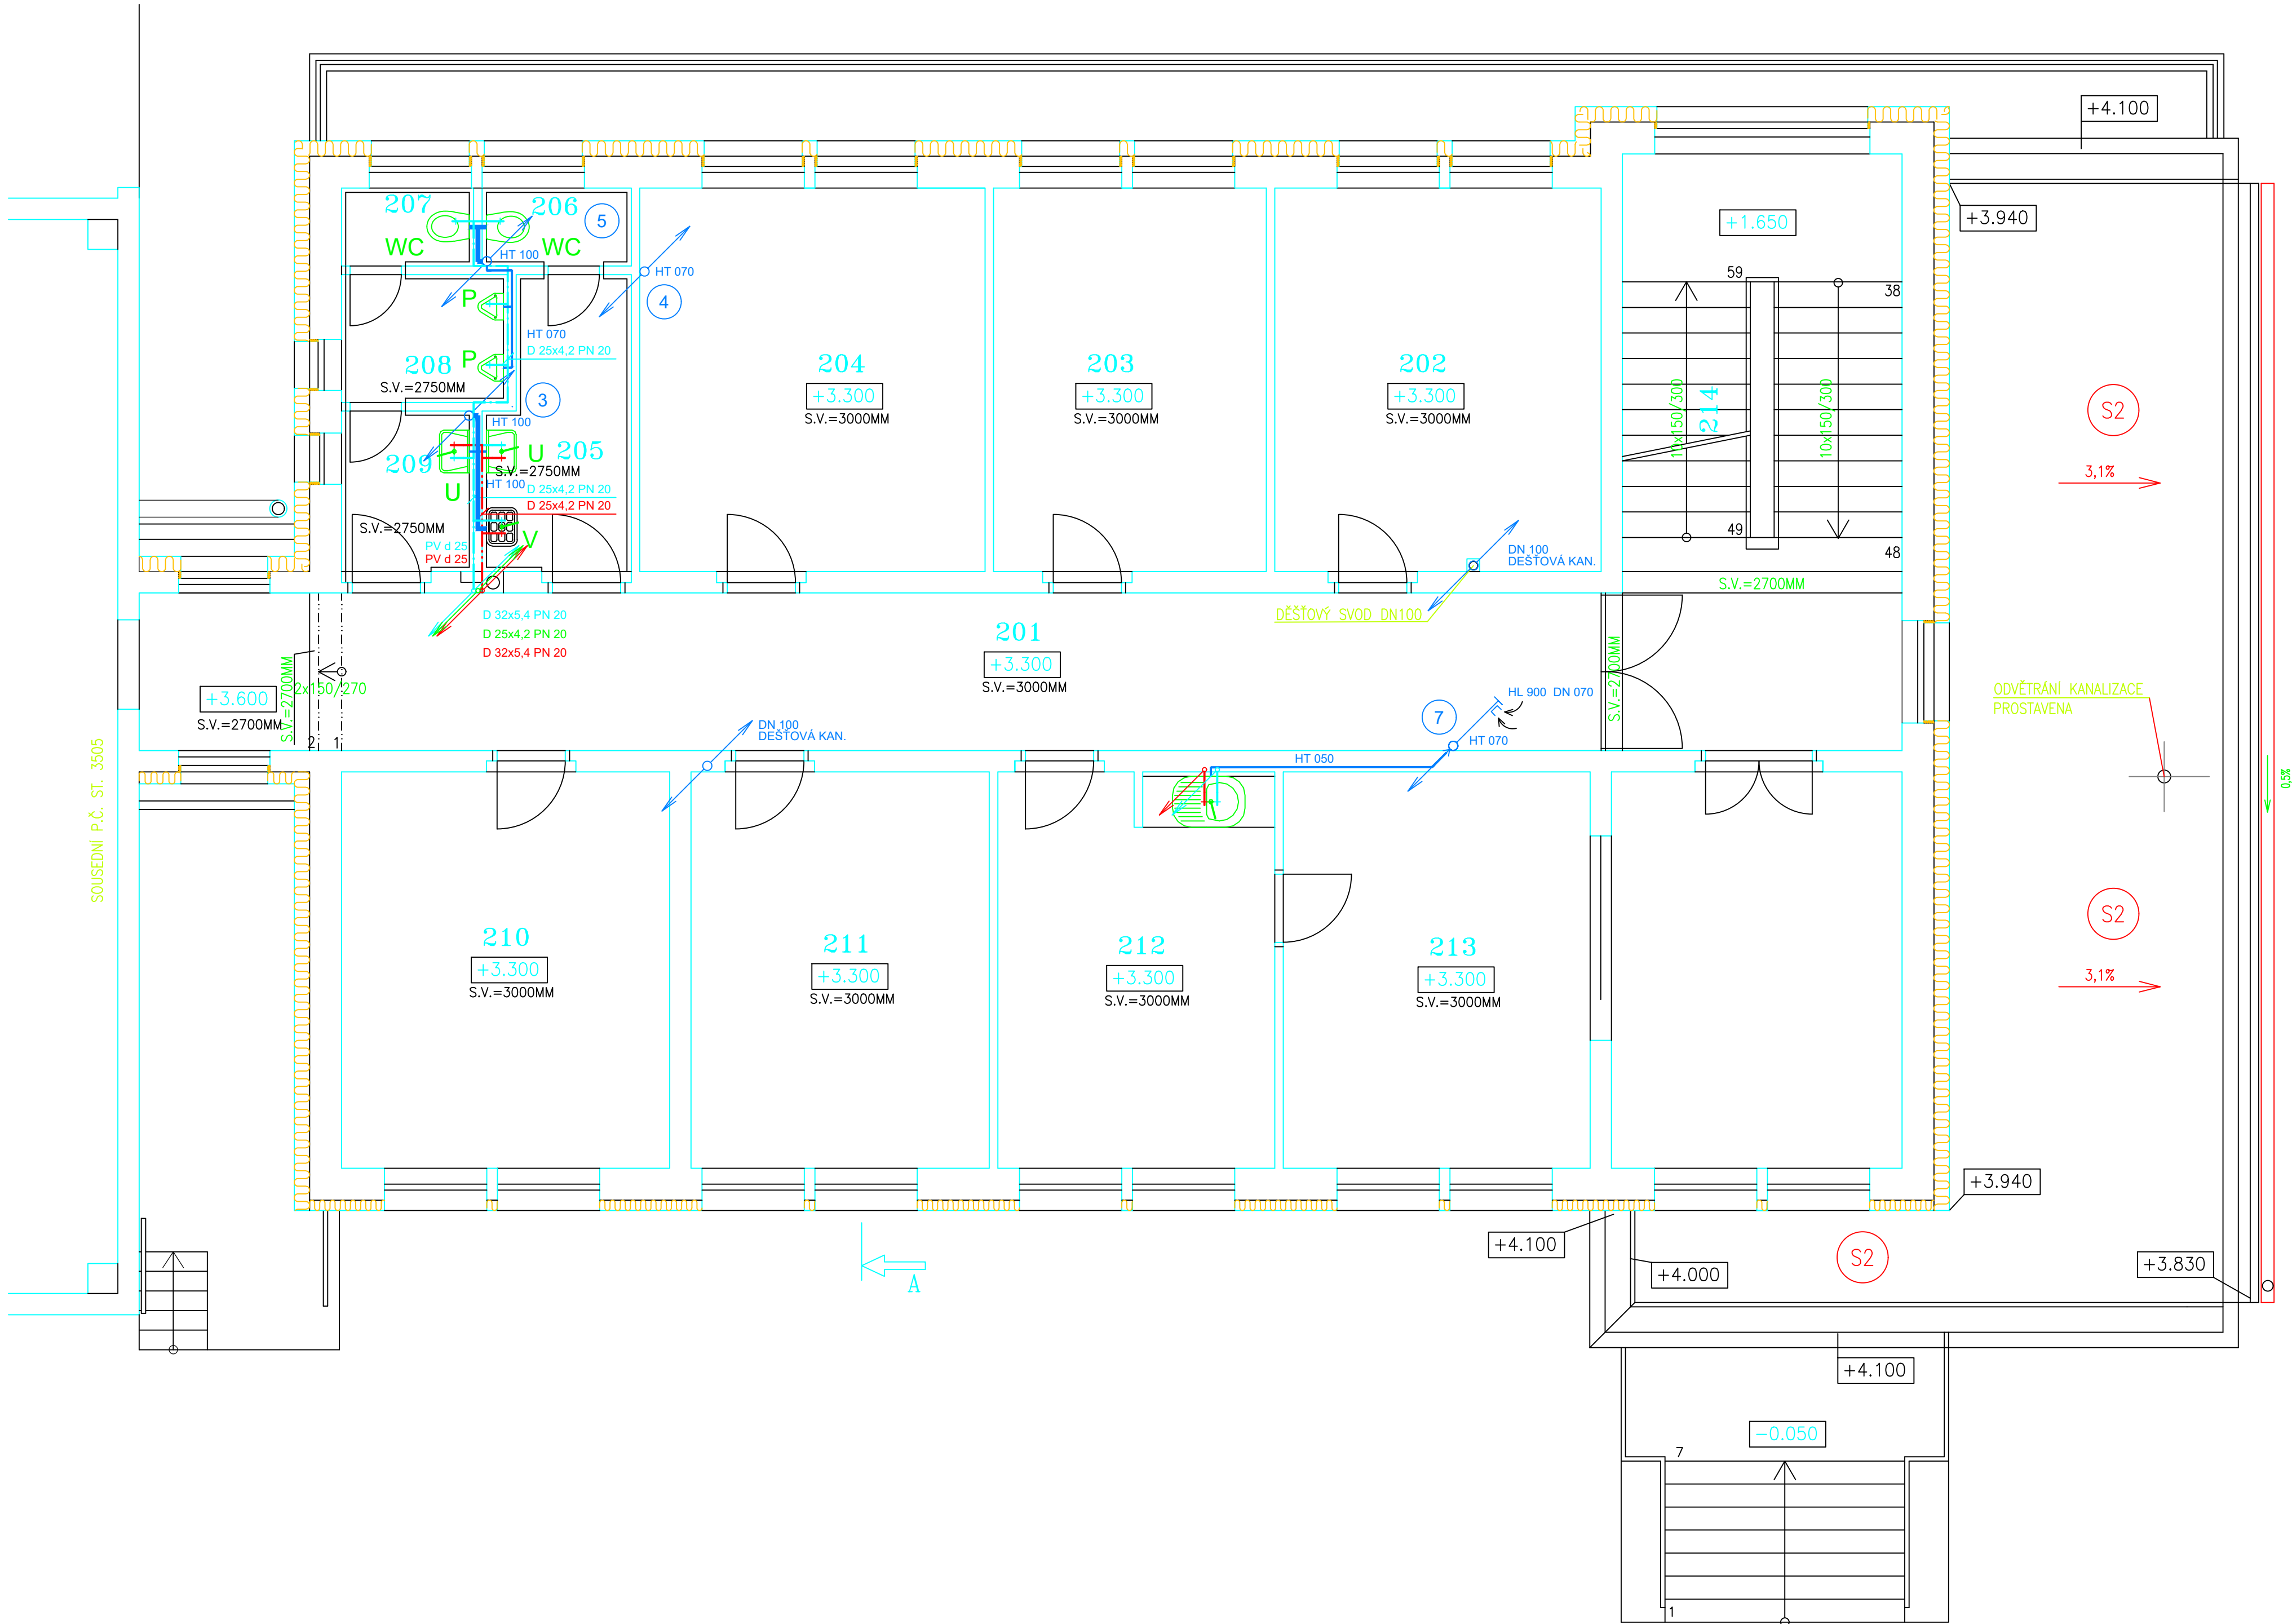 +4.100
207
206
5
+3.940
+1.650
WC
WC
HT 100
HT 070
59
38
P
4
HT 070
D 25x4,2 PN 20
P
208
S.V.=2750MM
204
+3.300
S.V.=3000MM
203
+3.300
S.V.=3000MM
202
+3.300
S.V.=3000MM
10x150/300
214
10x150/300
S2
3
HT 100
U
205
S.V.=2750MM
209
3,1%
HT 100
D 25x4,2 PN 20
U
D 25x4,2 PN 20
S.V.=2750MM
V
49
48
PV d 25
PV d 25
DN 100
DEŠŤOVÁ KAN.
S.V.=2700MM
D 32x5,4 PN 20
DĚŠŤOVÝ SVOD DN100
D 25x4,2 PN 20
201
D 32x5,4 PN 20
+3.300
S.V.=3000MM
S.V.=2700MM
S.V.=2700MM
2x150/270
+3.600
S.V.=2700MM
2
1
HL 900 DN 070
ODVĚTRÁNÍ KANALIZACE
PROSTAVENA
7
DN 100
DEŠŤOVÁ KAN.
HT 070
HT 050
0,5%
SOUSEDNÍ P.Č. ST. 3505
S2
210
+3.300
S.V.=3000MM
211
+3.300
S.V.=3000MM
212
+3.300
S.V.=3000MM
213
+3.300
S.V.=3000MM
3,1%
+3.940
+4.100
S2
+4.000
+3.830
A
+4.100
-0.050
7
1